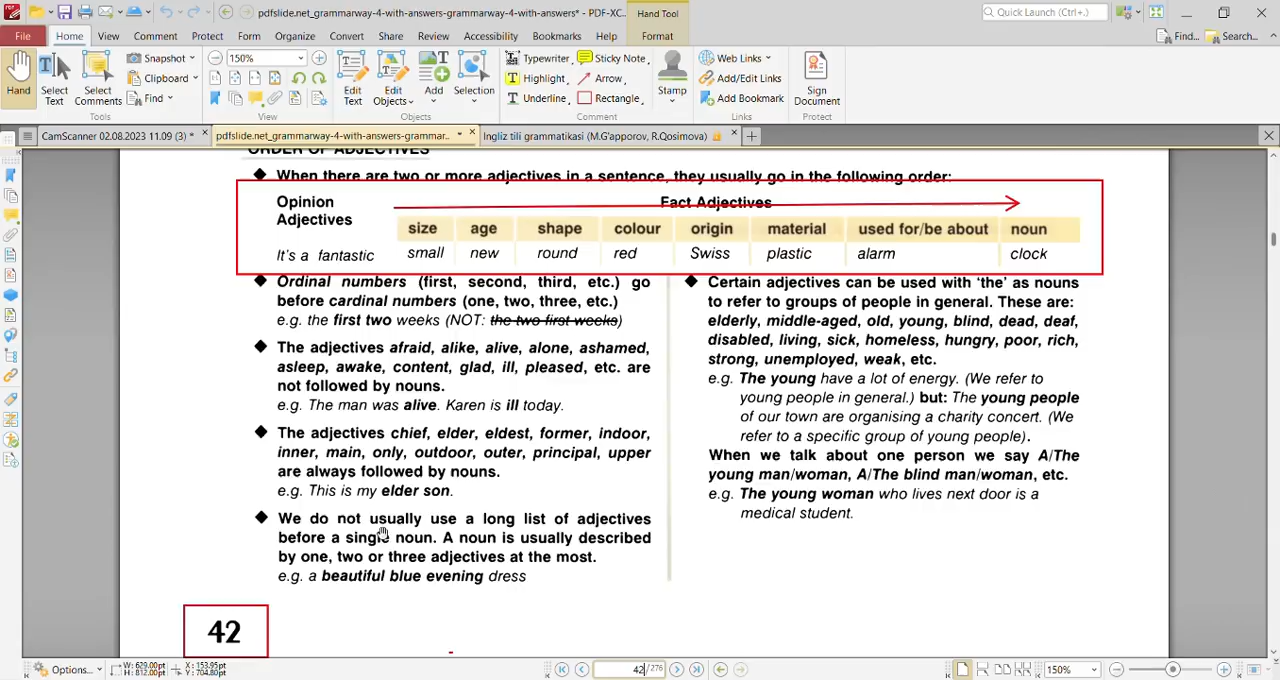 pdfslide.net_grammarway-4-with-answers-grammarway-4-with-answers* - PDF-XC...
Hand Tool
Quick Launch (Ctrl+.)
File
Home
View
Comment
Protect
Form
Organize
Convert
Share
Review
Accessibility
Bookmarks
Help
Format
Find...
Search...
Hand
Select Text
Select Comments
Snapshot
Clipboard
Find
Tools
150%
View
Edit Text
Edit Objects
Add
Selection
Objects
Typewriter
Highlight
Underline
Sticky Note
Arrow
Rectangle
Stamp
Comment
Web Links
Add/Edit Links
Add Bookmark
Links
Sign Document
Protect
CamScanner 02.08.2023 11.09 (3) *
pdfslide.net_grammarway-4-with-answers-grammar...
Ingliz tili grammatikasi (M.G'apporov, R.Qosimova)
ORDER OF ADJECTIVES
When there are two or more adjectives in a sentence, they usually go in the following order:
Opinion Adjectives
Fact Adjectives
size age shape colour origin material used for/be about noun
It's a fantastic small new round red Swiss plastic alarm clock
Ordinal numbers (first, second, third, etc.) go
before cardinal numbers (one, two, three, etc.)
e.g. the first two weeks (NOT: the two first weeks)
The adjectives afraid, alike, alive, alone, ashamed,
asleep, awake, content, glad, ill, pleased, etc. are
not followed by nouns.
e.g. The man was alive. Karen is ill today.
The adjectives chief, elder, eldest, former, indoor,
inner, main, only, outdoor, outer, principal, upper
are always followed by nouns.
e.g. This is my elder son.
We do not usually use a long list of adjectives
before a single noun. A noun is usually described
by one, two or three adjectives at the most.
e.g. a beautiful blue evening dress
Certain adjectives can be used with 'the' as nouns
to refer to groups of people in general. These are:
elderly, middle-aged, old, young, blind, dead, deaf,
disabled, living, sick, homeless, hungry, poor, rich,
strong, unemployed, weak, etc.
e.g. The young have a lot of energy. (We refer to
young people in general.) but: The young people
of our town are organising a charity concert. (We
refer to a specific group of young people).
When we talk about one person we say A/The
young man/woman, A/The blind man/woman, etc.
e.g. The young woman who lives next door is a
medical student.
42
Options...
W: 629.00pt
H: 812.00pt
X: 153.95pt
Y: 704.80pt
42 / 276
150%